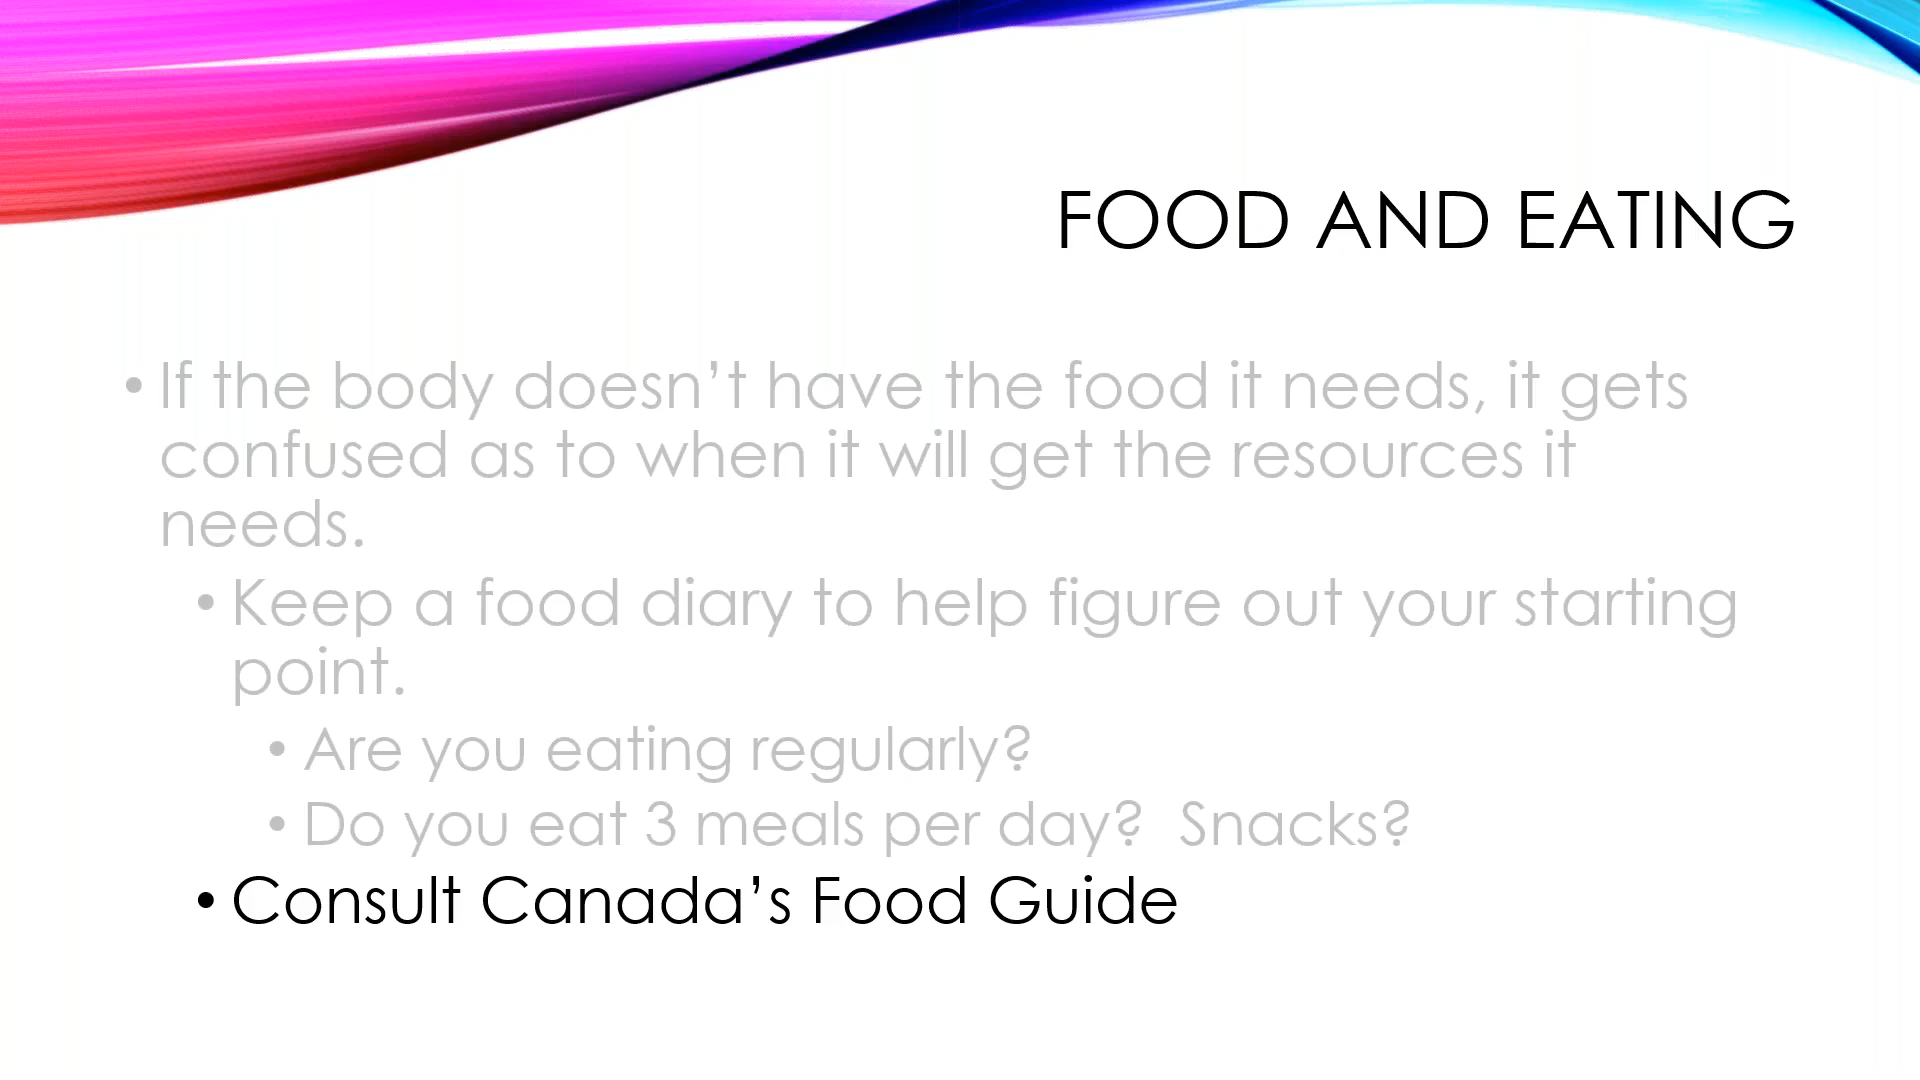 FOOD AND EATING
• If the body doesn’t have the food it needs, it gets
confused as to when it will get the resources it
needs.
• Keep a food diary to help figure out your starting
point.
• Are you eating regularly?
• Do you eat 3 meals per day?  Snacks?
• Consult Canada’s Food Guide